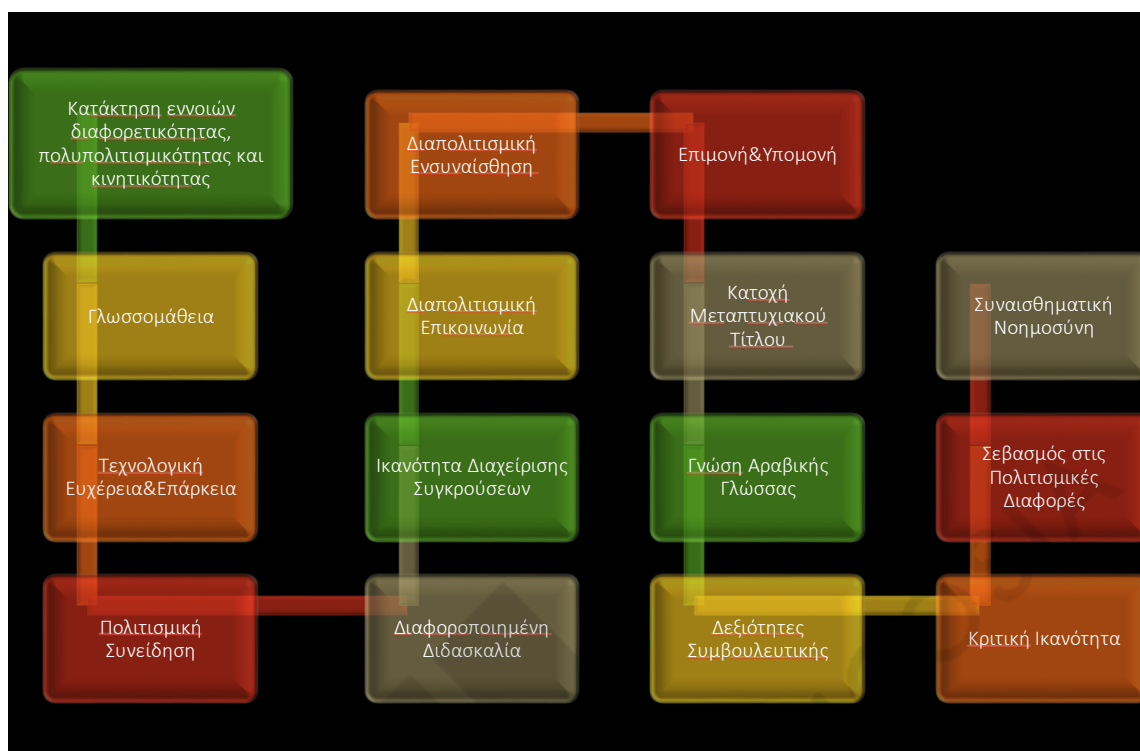 Κατάκτηση εννοιών
διαφορετικότητας,
πολυπολιτισμικότητας και
κινητικότητας
Γλωσσομάθεια
Τεχνολογική
Ευχέρεια&Επάρκεια
Πολιτισμική
Συνείδηση
Διαφοροποιημένη
Διδασκαλία
Ικανότητα Διαχείρισης
Συγκρούσεων
Διαπολιτισμική
Επικοινωνία
Διαπολιτισμική
Ενσυναίσθηση
Επιμονή&Υπομονή
Κατοχή
Μεταπτυχιακού
Τίτλου
Γνώση Αραβικής
Γλώσσας
Δεξιότητες
Συμβουλευτικής
Κριτική Ικανότητα
Σεβασμός στις
Πολιτισμικές
Διαφορές
Συναισθηματική
Νοημοσύνη